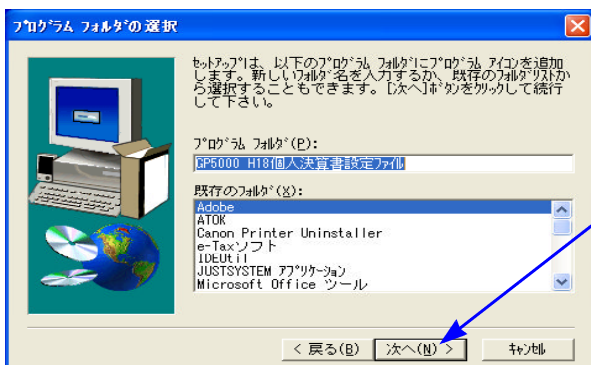 ﾌﾟﾛｸﾞﾗﾑ ﾌｫﾙﾀﾞの選択
ｾｯﾄｱｯﾌﾟは、以下のﾌﾟﾛｸﾞﾗﾑ ﾌｫﾙﾀﾞにﾌﾟﾛｸﾞﾗﾑ ｱｲｺﾝを追加
します。新しいﾌｫﾙﾀﾞ名を入力するか、既存のﾌｫﾙﾀﾞﾘｽﾄか
ら選択することもできます。[次へ]ﾎﾞﾀﾝをｸﾘｯｸして続行
して下さい。
ﾌﾟﾛｸﾞﾗﾑ ﾌｫﾙﾀﾞ(P):
GP5000 H18個人決算書設定ﾌｧｲﾙ
既存のﾌｫﾙﾀﾞ(X):
Adobe
ATOK
Canon Printer Uninstaller
e-Taxソフト
IDEUtil
JUSTSYSTEM ｱﾌﾟﾘｹｰｼｮﾝ
Microsoft Office ツール
< 戻る(B) 次へ(N) > ｷｬﾝｾﾙ